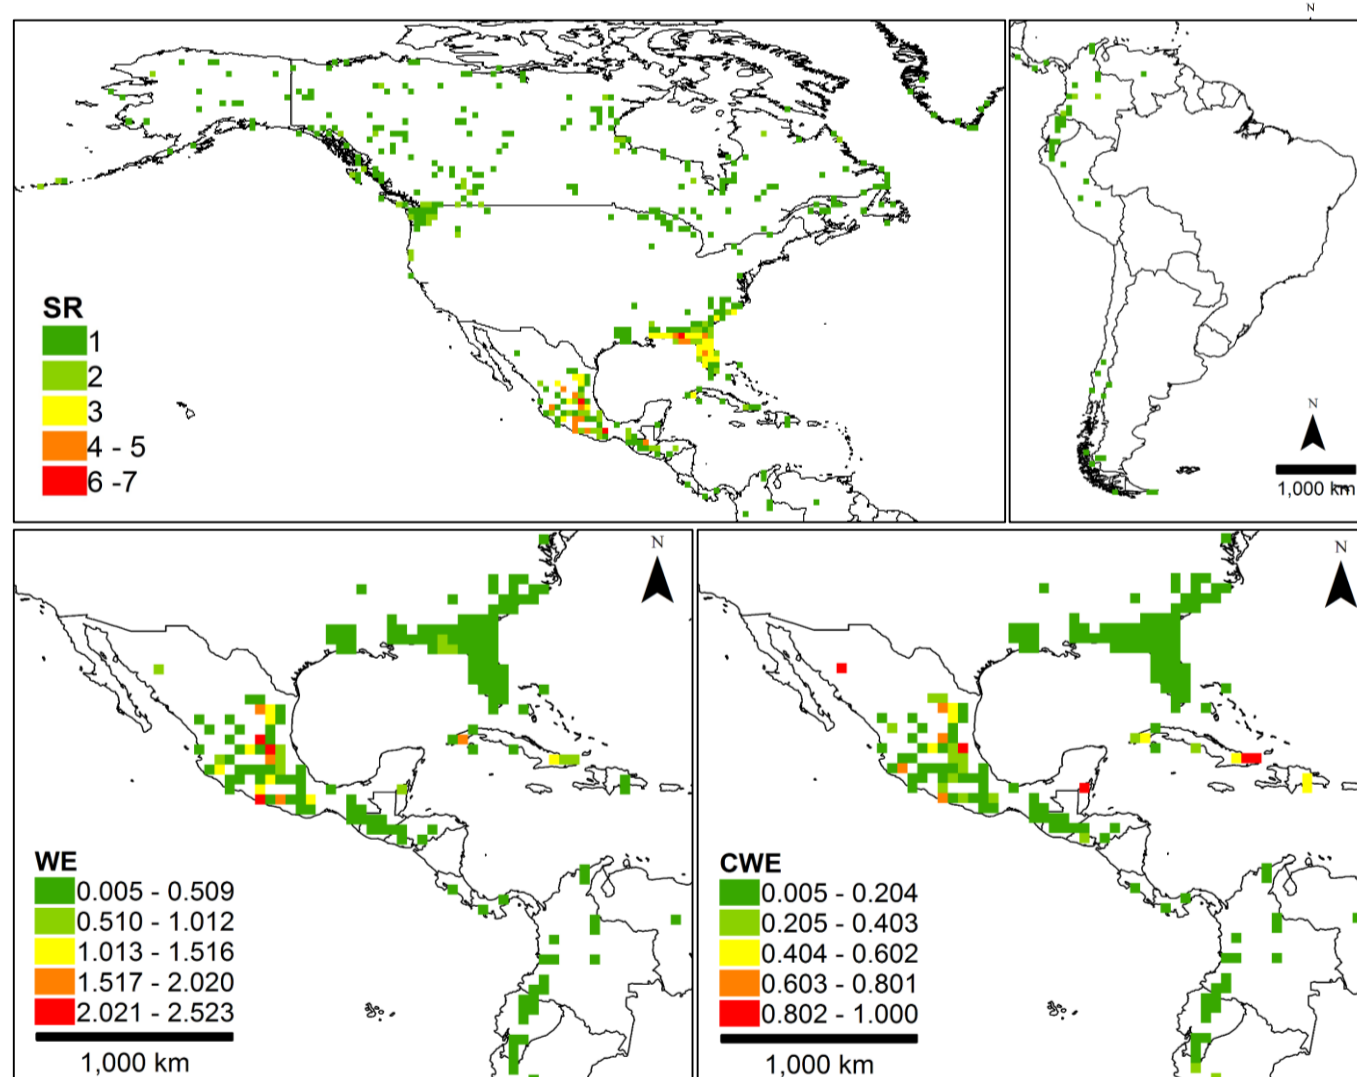 N
SR
1
2
3
4 - 5
6 -7
N
1,000 km
N
WE
0.005 - 0.509
0.510 - 1.012
1.013 - 1.516
1.517 - 2.020
2.021 - 2.523
1,000 km
N
CWE
0.005 - 0.204
0.205 - 0.403
0.404 - 0.602
0.603 - 0.801
0.802 - 1.000
1,000 km